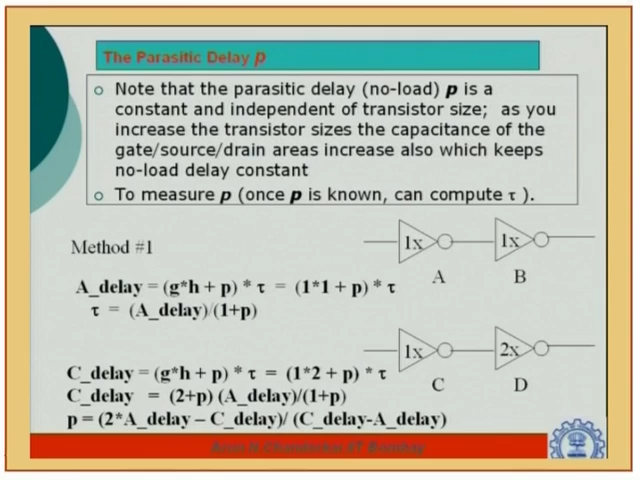 The Parasitic Delay p
Note that the parasitic delay (no-load) p is a
constant and independent of transistor size; as you
increase the transistor sizes the capacitance of the
gate/source/drain areas increase also which keeps
no-load delay constant
To measure p (once p is known, can compute τ ).
Method #1
1x
1x
A
B
A_delay = (g*h + p) * τ = (1*1 + p) * τ
τ = (A_delay)/(1+p)
1x
2x
C
D
C_delay = (g*h + p) * τ = (1*2 + p) * τ
C_delay = (2+p) (A_delay)/(1+p)
p = (2*A_delay – C_delay)/ (C_delay-A_delay)
Bombay